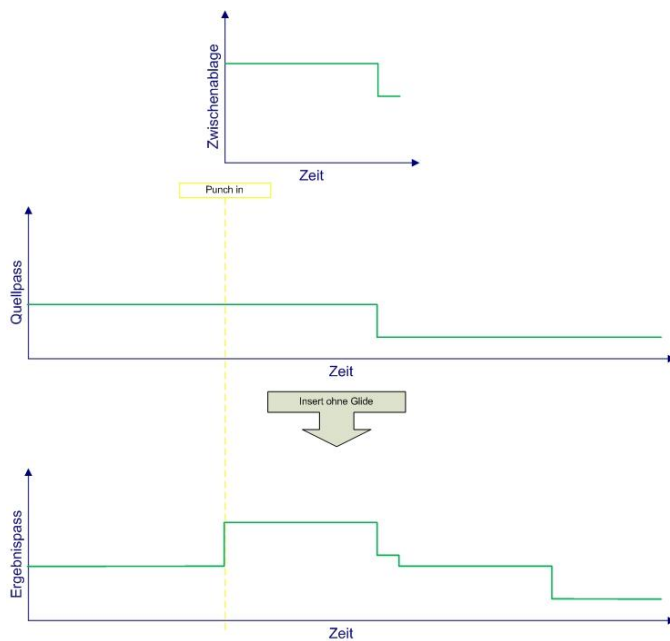 Zwischenablage
Zeit
Punch in
Quellpass
Zeit
Insert ohne Glide
Ergebnispass
Zeit